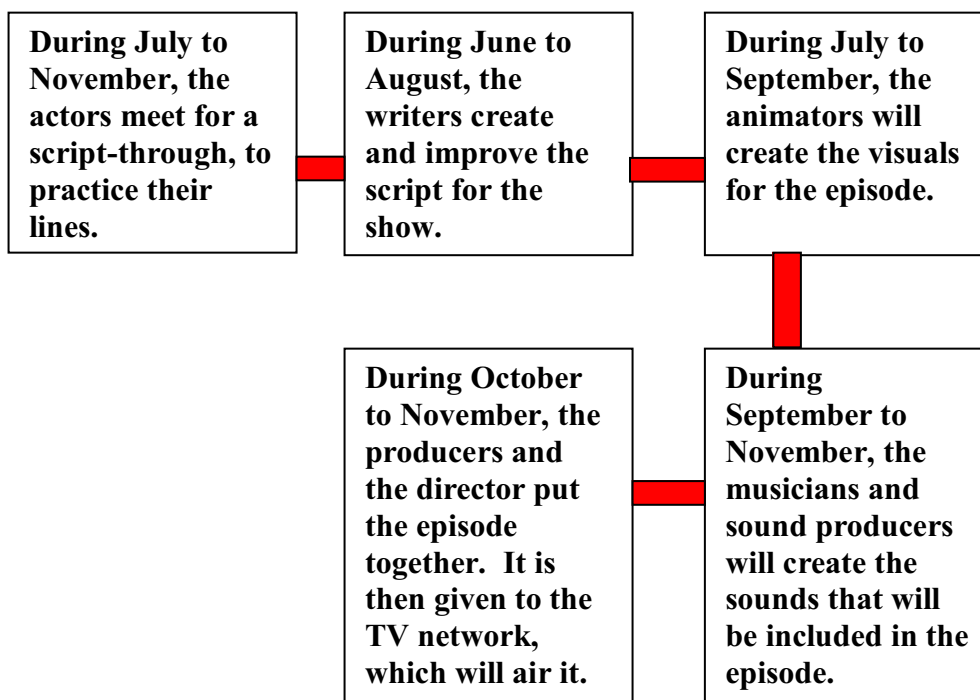 During July to
November, the
actors meet for a
script-through, to
practice their
lines.
During June to
August, the
writers create
and improve the
script for the
show.
During July to
September, the
animators will
create the visuals
for the episode.
During
September to
November, the
musicians and
sound producers
will create the
sounds that will
be included in the
episode.
During October
to November, the
producers and
the director put
the episode
together.  It is
then given to the
TV network,
which will air it.